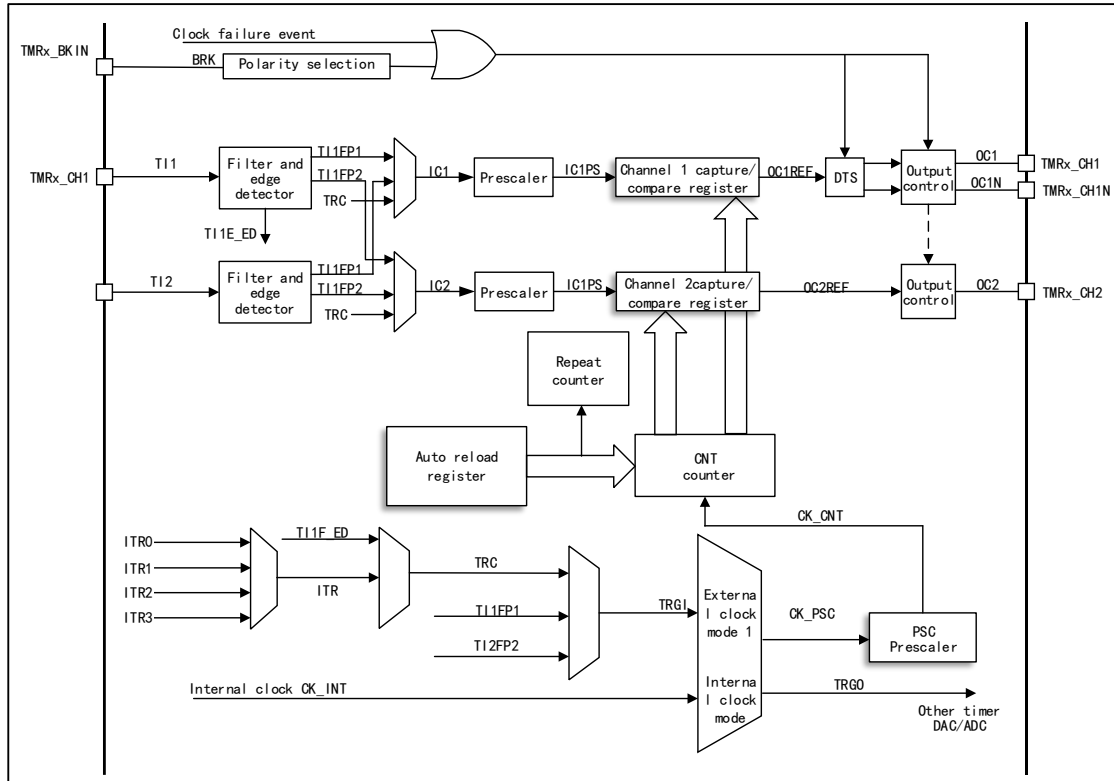 Clock failure event
TMRx_BKIN
BRK
Polarity selection
TMRx_CH1
TI1
Filter and
edge
detector
TI1FP1
TI1FP2
TRC
TI1E_ED
IC1
Prescaler
IC1PS
Channel 1 capture/
compare register
OC1REF
DTS
Output
control
OC1
OC1N
TMRx_CH1
TMRx_CH1N
TI2
Filter and
edge
detector
TI1FP1
TI1FP2
TRC
IC2
Prescaler
IC1PS
Channel 2capture/
compare register
OC2REF
Output
control
OC2
TMRx_CH2
Repeat
counter
Auto reload
register
CNT
counter
CK_CNT
ITR0
ITR1
ITR2
ITR3
TI1F_ED
ITR
TRC
TI1FP1
TI2FP2
TRGI
Externa
l clock
mode 1
CK_PSC
PSC
Prescaler
Internal clock CK_INT
Interna
l clock
mode
TRGO
Other timer
DAC/ADC